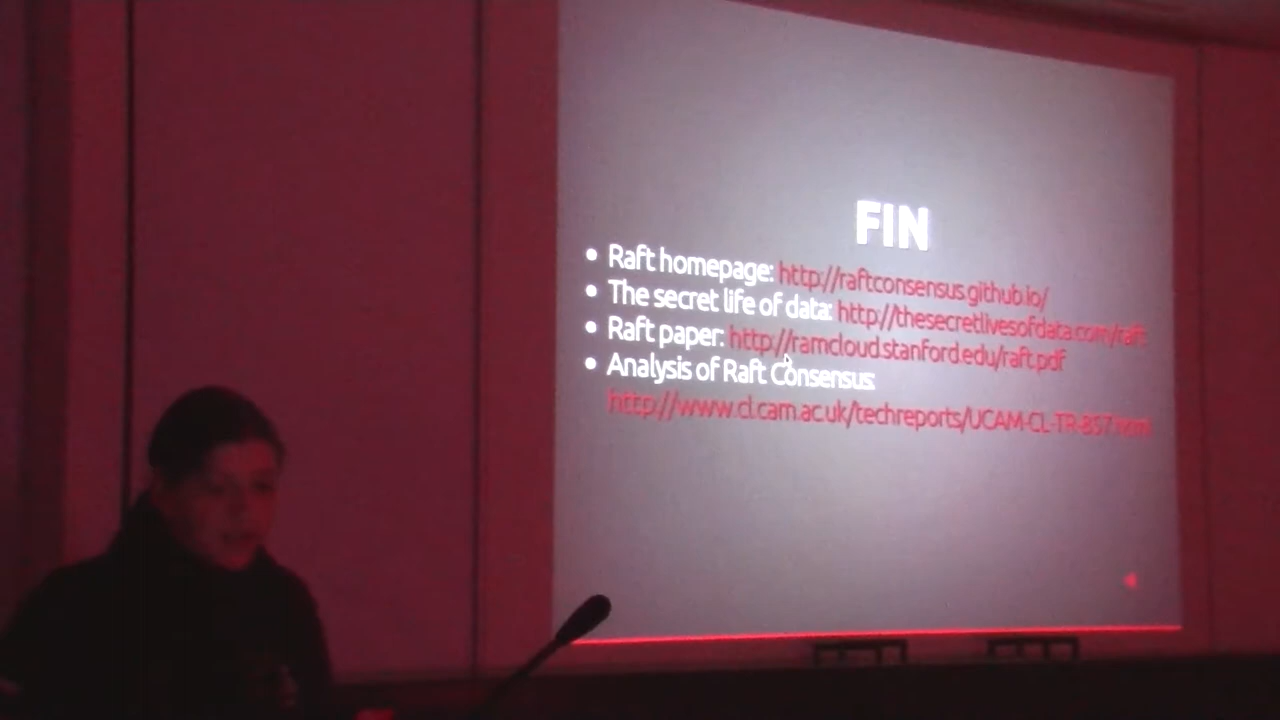 FIN
• Raft homepage: http://raftconsensus.github.io/
• The secret life of data: http://thesecretlivesofdata.com/raft
• Raft paper: http://ramcloud.stanford.edu/raft.pdf
• Analysis of Raft Consensus:
http://www.cl.cam.ac.uk/techreports/UCAM-CL-TR-857.html